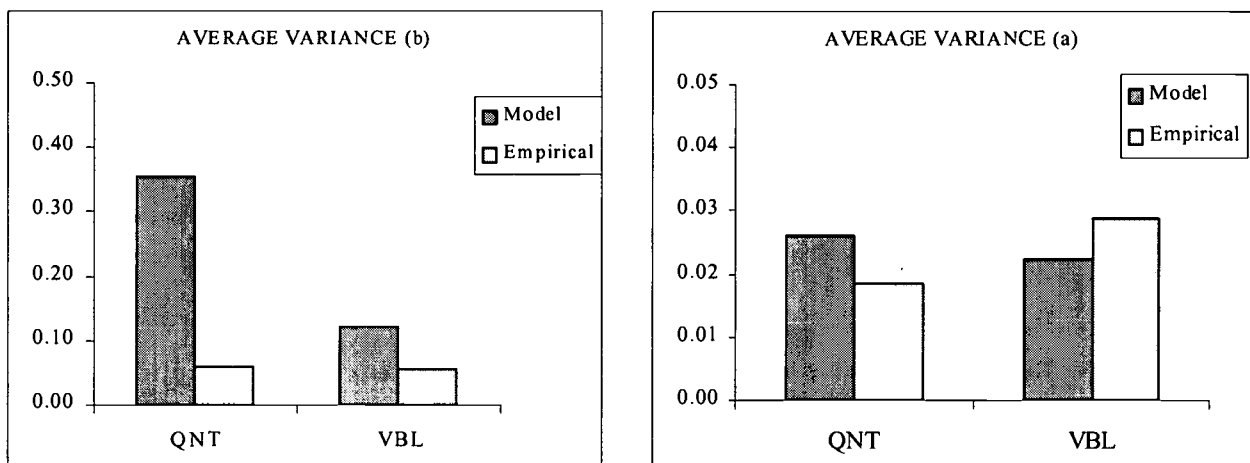 AVERAGE VARIANCE (b)
0.50
0.40
0.30
0.20
0.10
0.00
Model
Empirical
QNT
VBL
AVERAGE VARIANCE (a)
0.05
0.04
0.03
0.02
0.01
0.00
Model
Empirical
QNT
VBL